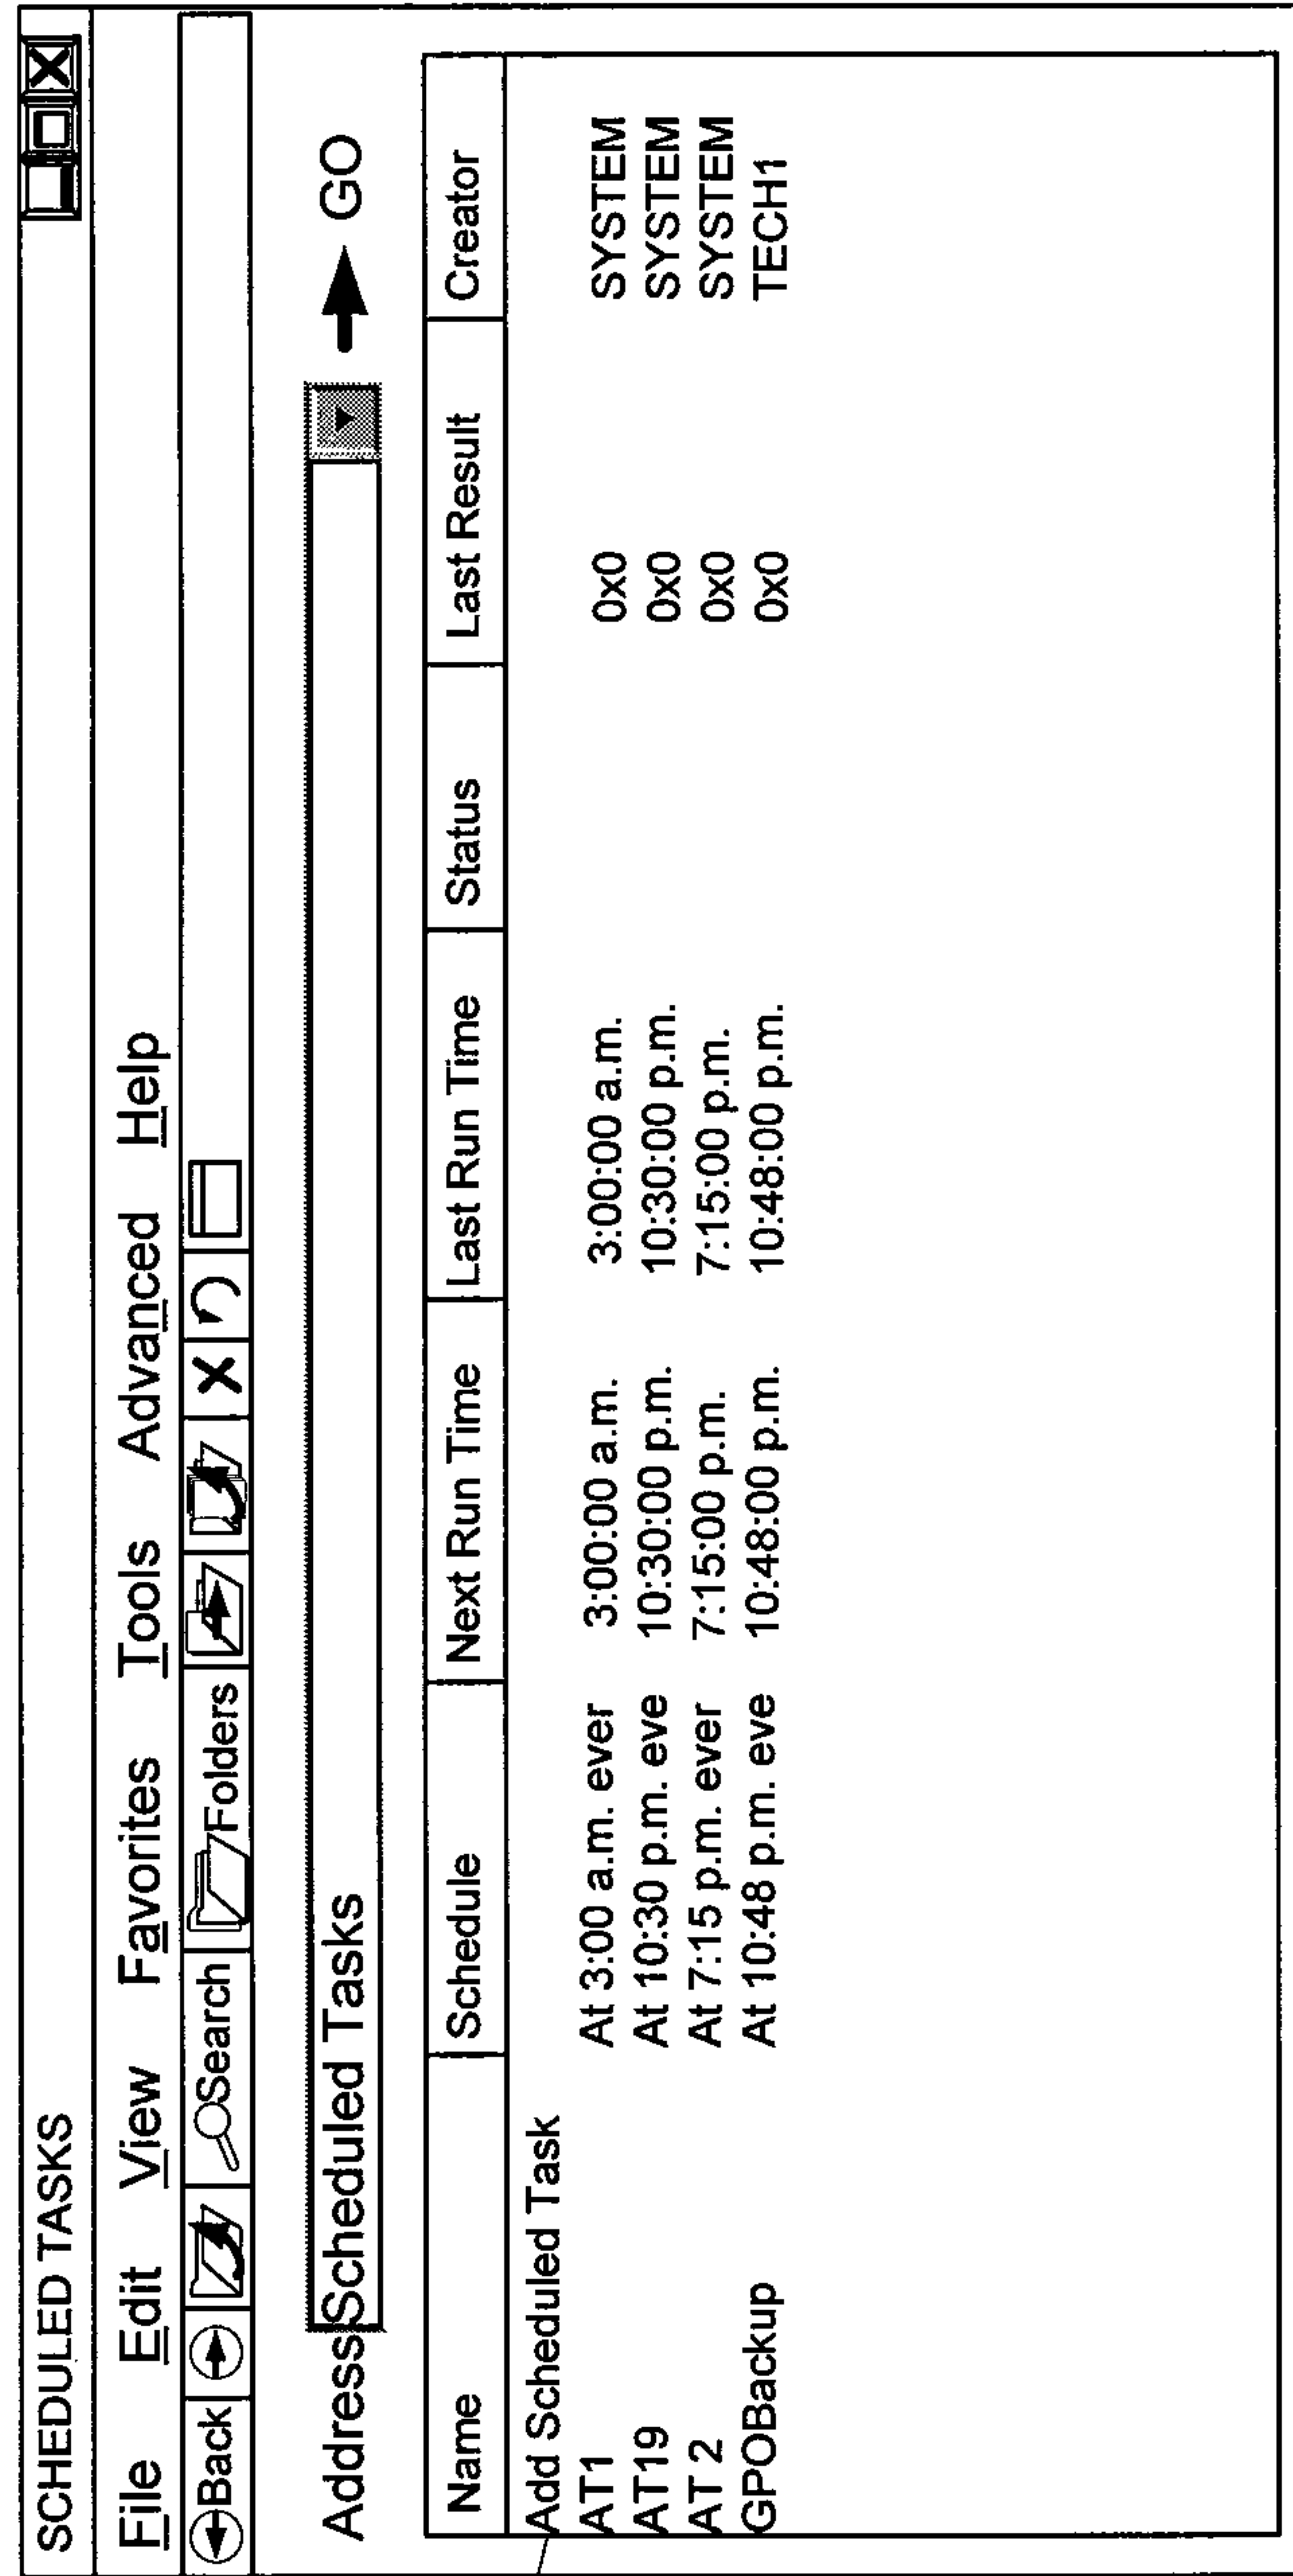 SCHEDULED TASKS
File Edit View Favorites Tools Advanced Help
Back Search Folders
Address Scheduled Tasks GO
Name Schedule Next Run Time Last Run Time Status Last Result Creator
Add Scheduled Task
AT1 At 3:00 a.m. ever 3:00:00 a.m. 3:00:00 a.m. 0x0 SYSTEM
AT19 At 10:30 p.m. eve 10:30:00 p.m. 10:30:00 p.m. 0x0 SYSTEM
AT 2 At 7:15 p.m. ever 7:15:00 p.m. 7:15:00 p.m. 0x0 SYSTEM
GPOBackup At 10:48 p.m. eve 10:48:00 p.m. 10:48:00 p.m. 0x0 TECH1